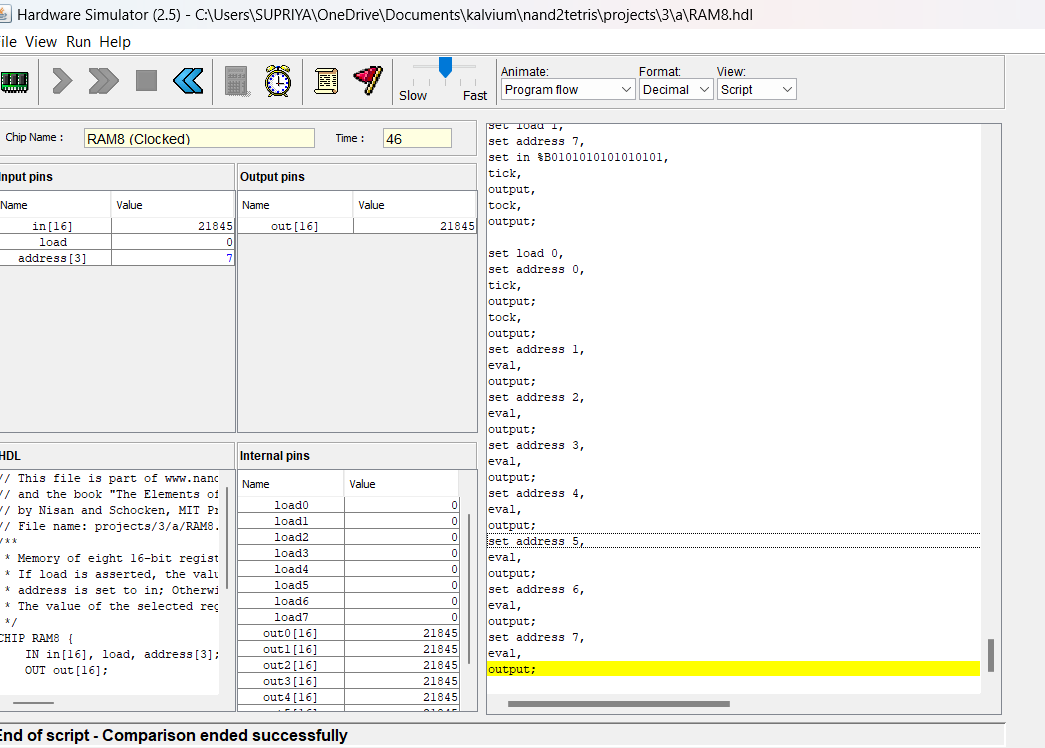 Hardware Simulator (2.5) - C:\Users\SUPRIYA\OneDrive\Documents\kalvium\nand2tetris\projects\3\a\RAM8.hdl
ile View Run Help
Slow Fast
Animate:
Program flow
Format:
Decimal
View:
Script
Chip Name :
RAM8 (Clocked)
Time :
46
nput pins
Name Value
in[16] 21845
load 0
address[3] 7
Output pins
Name Value
out[16] 21845
HDL
// This file is part of www.nanc
// and the book "The Elements of
// by Nisan and Schocken, MIT Pr
// File name: projects/3/a/RAM8.
/**
* Memory of eight 16-bit regist
* If load is asserted, the valu
* address is set to in; Otherwi
* The value of the selected reg
*/
CHIP RAM8 {
IN in[16], load, address[3];
OUT out[16];
Internal pins
Name Value
load0 0
load1 0
load2 0
load3 0
load4 0
load5 0
load6 0
load7 0
out0[16] 21845
out1[16] 21845
out2[16] 21845
out3[16] 21845
out4[16] 21845
set load 1,
set address 7,
set in %B0101010101010101,
tick,
output,
tock,
output;
set load 0,
set address 0,
tick,
output;
tock,
output;
set address 1,
eval,
output;
set address 2,
eval,
output;
set address 3,
eval,
output;
set address 4,
eval,
output;
set address 5,
eval,
output;
set address 6,
eval,
output;
set address 7,
eval,
output;
End of script - Comparison ended successfully